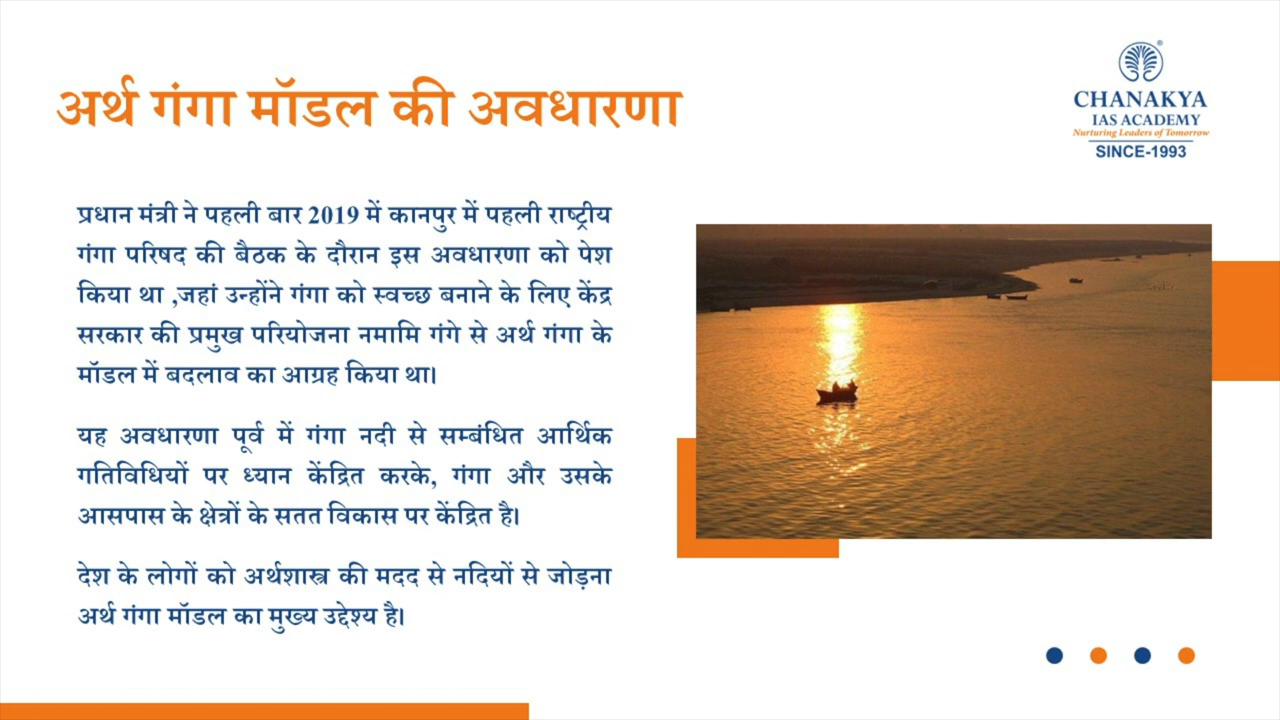 अर्थ गंगा मॉडल की अवधारणा
CHANAKYA
IAS ACADEMY
Nurturing Leaders of Tomorrow
SINCE-1993
प्रधान मंत्री ने पहली बार 2019 में कानपुर में पहली राष्ट्रीय
गंगा परिषद की बैठक के दौरान इस अवधारणा को पेश
किया था ,जहां उन्होंने गंगा को स्वच्छ बनाने के लिए केंद्र
सरकार की प्रमुख परियोजना नमामि गंगे से अर्थ गंगा के
मॉडल में बदलाव का आग्रह किया था।
यह अवधारणा पूर्व में गंगा नदी से सम्बंधित आर्थिक
गतिविधियों पर ध्यान केंद्रित करके, गंगा और उसके
आसपास के क्षेत्रों के सतत विकास पर केंद्रित है।
देश के लोगों को अर्थशास्त्र की मदद से नदियों से जोड़ना
अर्थ गंगा मॉडल का मुख्य उद्देश्य है।